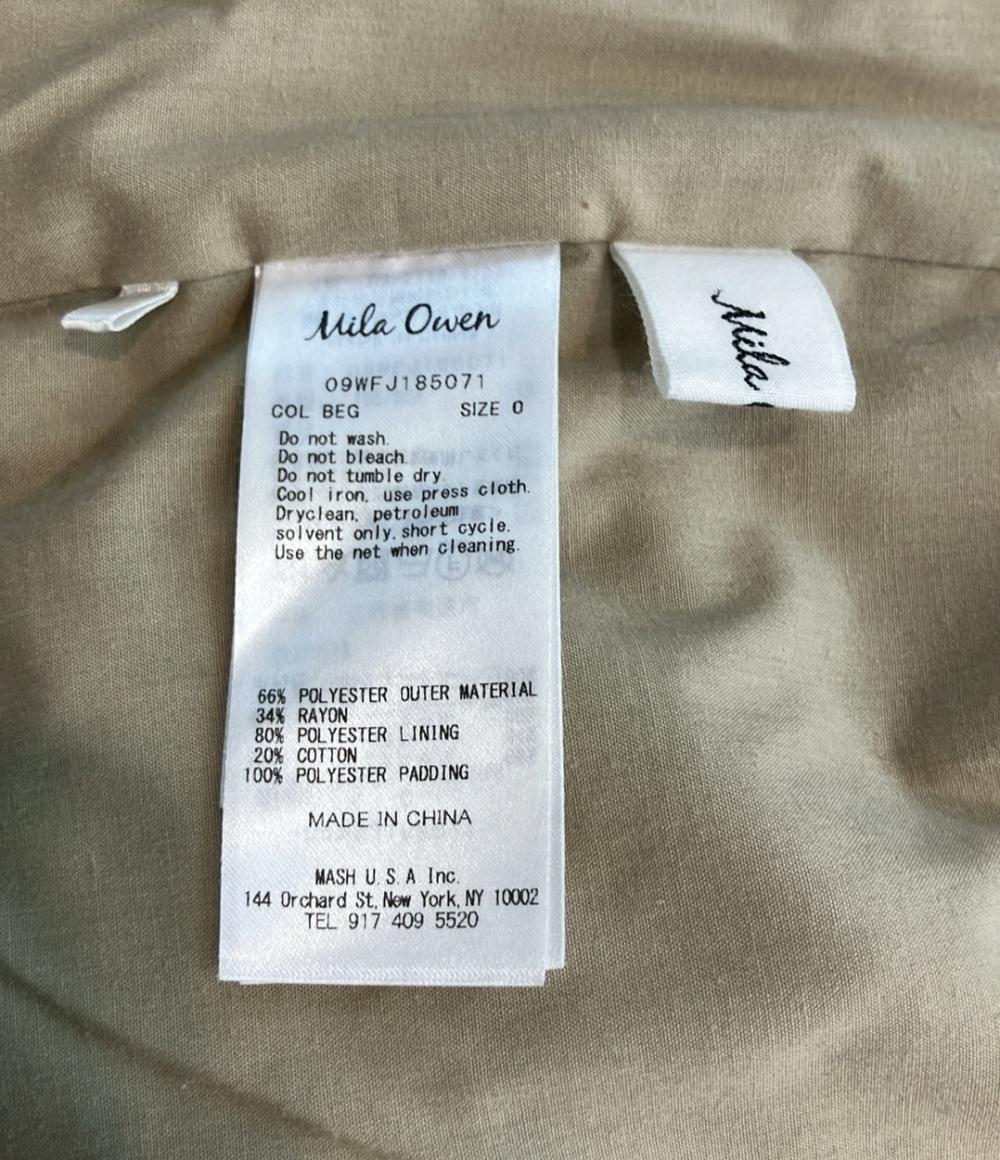 Mila Owen
09WFJ185071
COL BEG SIZE 0
Do not wash.
Do not bleach.
Do not tumble dry.
Cool iron, use press cloth.
Dryclean, petroleum
solvent only, short cycle.
Use the net when cleaning.
66% POLYESTER OUTER MATERIAL
34% RAYON
80% POLYESTER LINING
20% COTTON
100% POLYESTER PADDING
MADE IN CHINA
MASH U.S.A Inc.
144 Orchard St, New York, NY 10002
TEL 917 409 5520
Mila